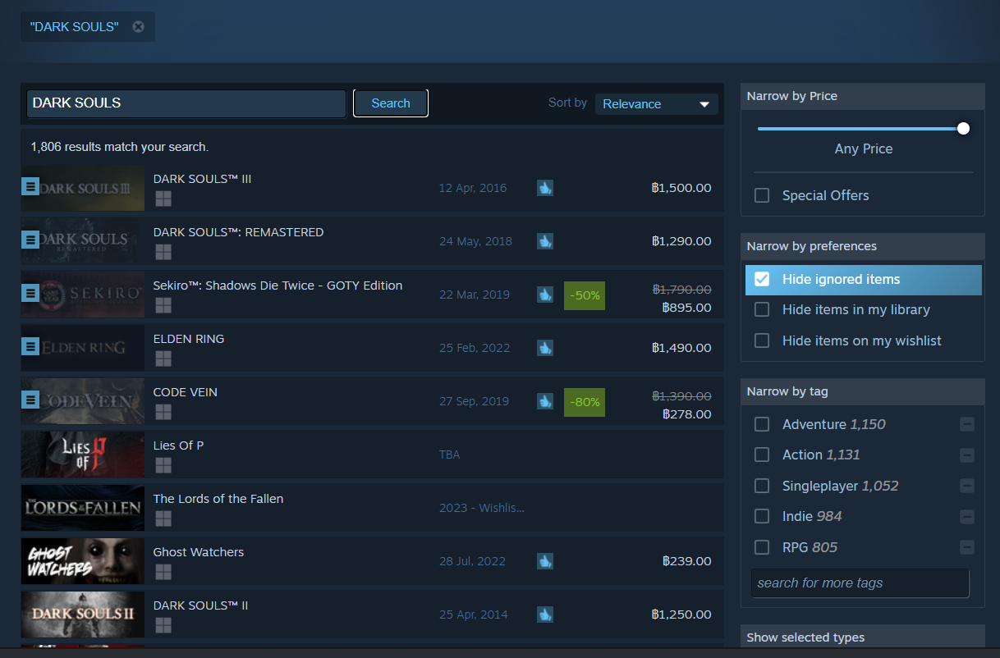 "DARK SOULS"
DARK SOULS
Search
Sort by
Relevance
1,806 results match your search.
DARK SOULS III
DARK SOULS™ III
12 Apr, 2016
฿1,500.00
DARK SOULS
REMASTERED
DARK SOULS™: REMASTERED
24 May, 2018
฿1,290.00
SEKIRO
Sekiro™: Shadows Die Twice - GOTY Edition
22 Mar, 2019
-50%
฿1,790.00
฿895.00
ELDEN RING
ELDEN RING
25 Feb, 2022
฿1,490.00
CODE VEIN
CODE VEIN
27 Sep, 2019
-80%
฿1,390.00
฿278.00
LIES
OF P
Lies Of P
TBA
THE
LORDS OF THE FALLEN
The Lords of the Fallen
2023 - Wishlis...
GHOST
WATCHERS
Ghost Watchers
28 Jul, 2022
฿239.00
DARK SOULS II
DARK SOULS™ II
25 Apr, 2014
฿1,250.00
Narrow by Price
Any Price
Special Offers
Narrow by preferences
Hide ignored items
Hide items in my library
Hide items on my wishlist
Narrow by tag
Adventure 1,150
Action 1,131
Singleplayer 1,052
Indie 984
RPG 805
search for more tags
Show selected types